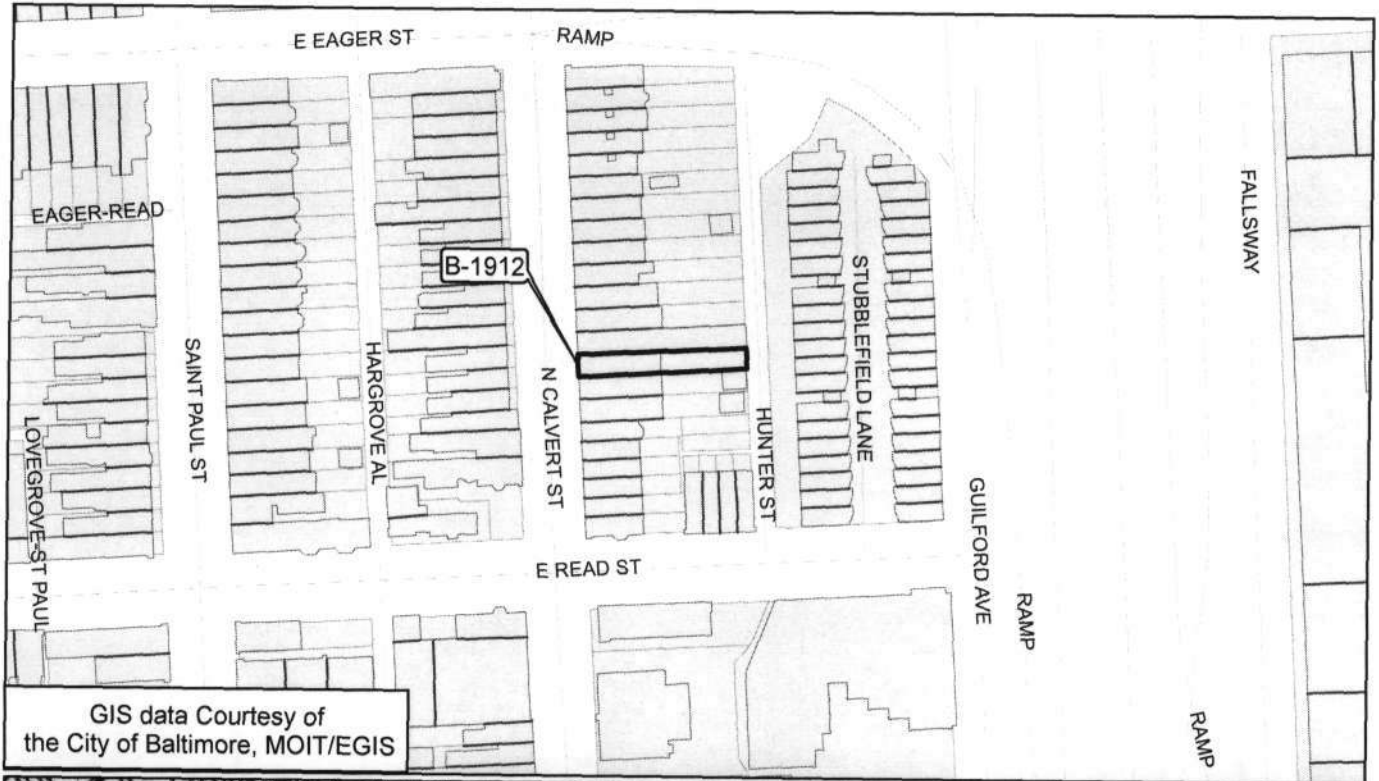 E EAGER ST
RAMP
EAGER-READ
B-1912
FALLSWAY
SAINT PAUL ST
HARGROVE AL
N CALVERT ST
STUBBLEFIELD LANE
HUNTER ST
LOVEGROVE-ST PAUL
GUILFORD AVE
E READ ST
RAMP
RAMP
GIS data Courtesy of
the City of Baltimore, MOIT/EGIS